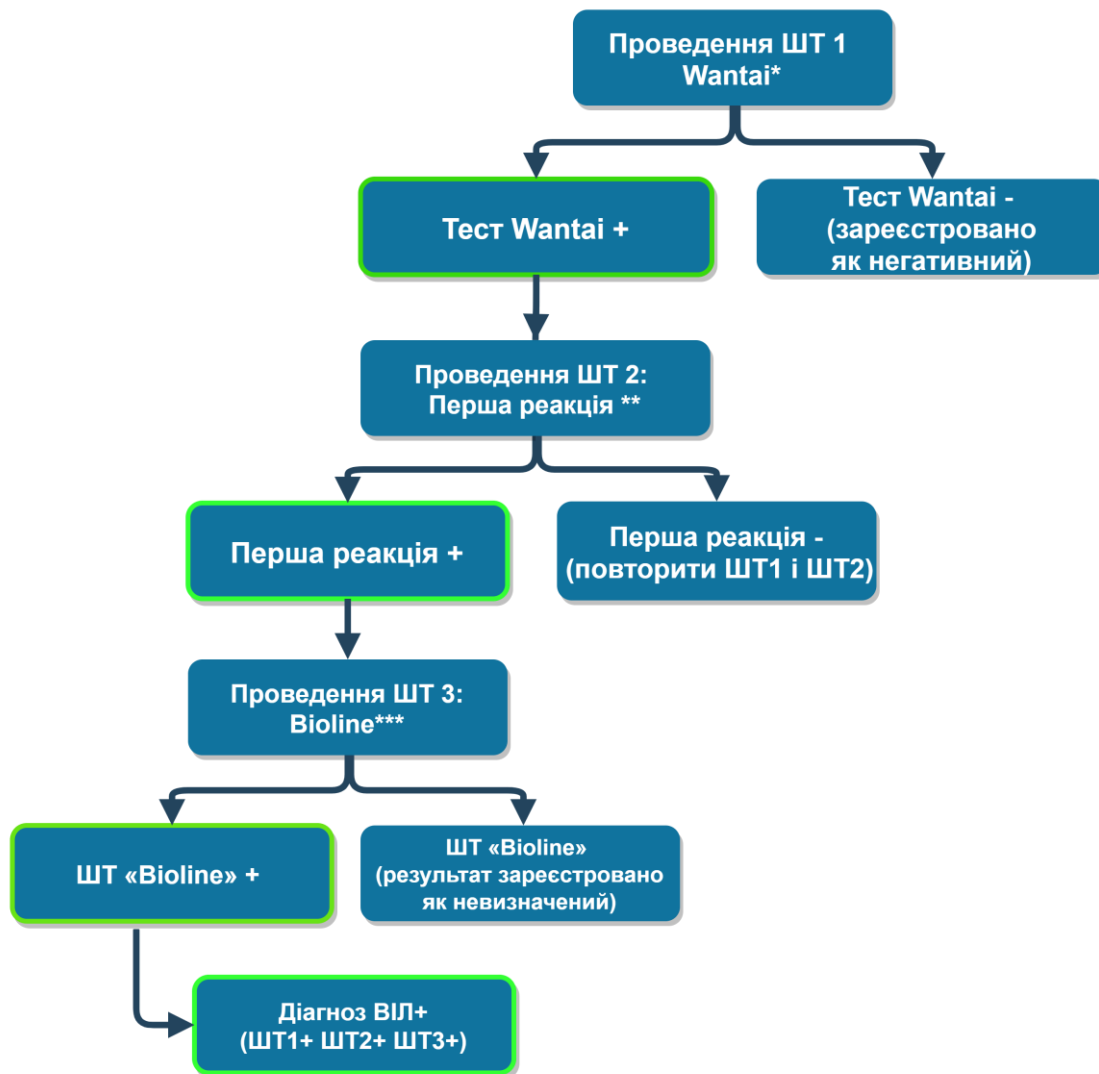 Проведення ШТ 1
Wantai*
Тест Wantai +
Тест Wantai -
(зареєстровано
як негативний)
Проведення ШТ 2:
Перша реакція **
Перша реакція +
Перша реакція -
(повторити ШТ1 і ШТ2)
Проведення ШТ 3:
Bioline***
ШТ «Bioline» +
ШТ «Bioline»
(результат зареєстровано
як невизначений)
Діагноз ВІЛ+
(ШТ1+ ШТ2+ ШТ3+)